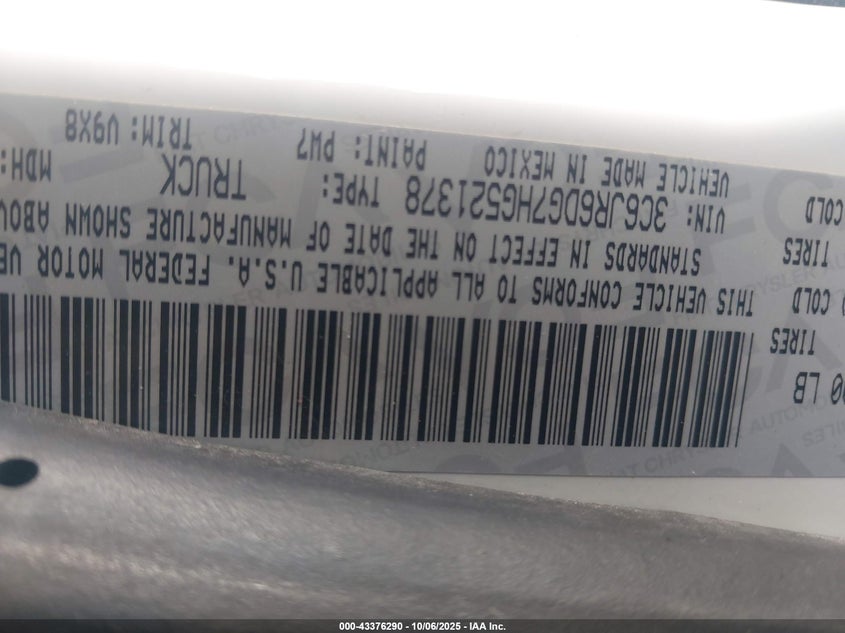 00 LB
TIRES
COLD
THIS VEHICLE CONFORMS TO ALL APPLICABLE U.S.A. FEDERAL MOTOR VE
TIRES
COLD
STANDARDS IN EFFECT ON THE DATE OF MANUFACTURE SHOWN ABOV
VIN: 3C6JR6DG7HG521378 TYPE: TRUCK MDH:
VEHICLE MADE IN MEXICO PAINT: PW7 TRIM: V9X8
000-43376290 - 10/06/2025 - IAA Inc.